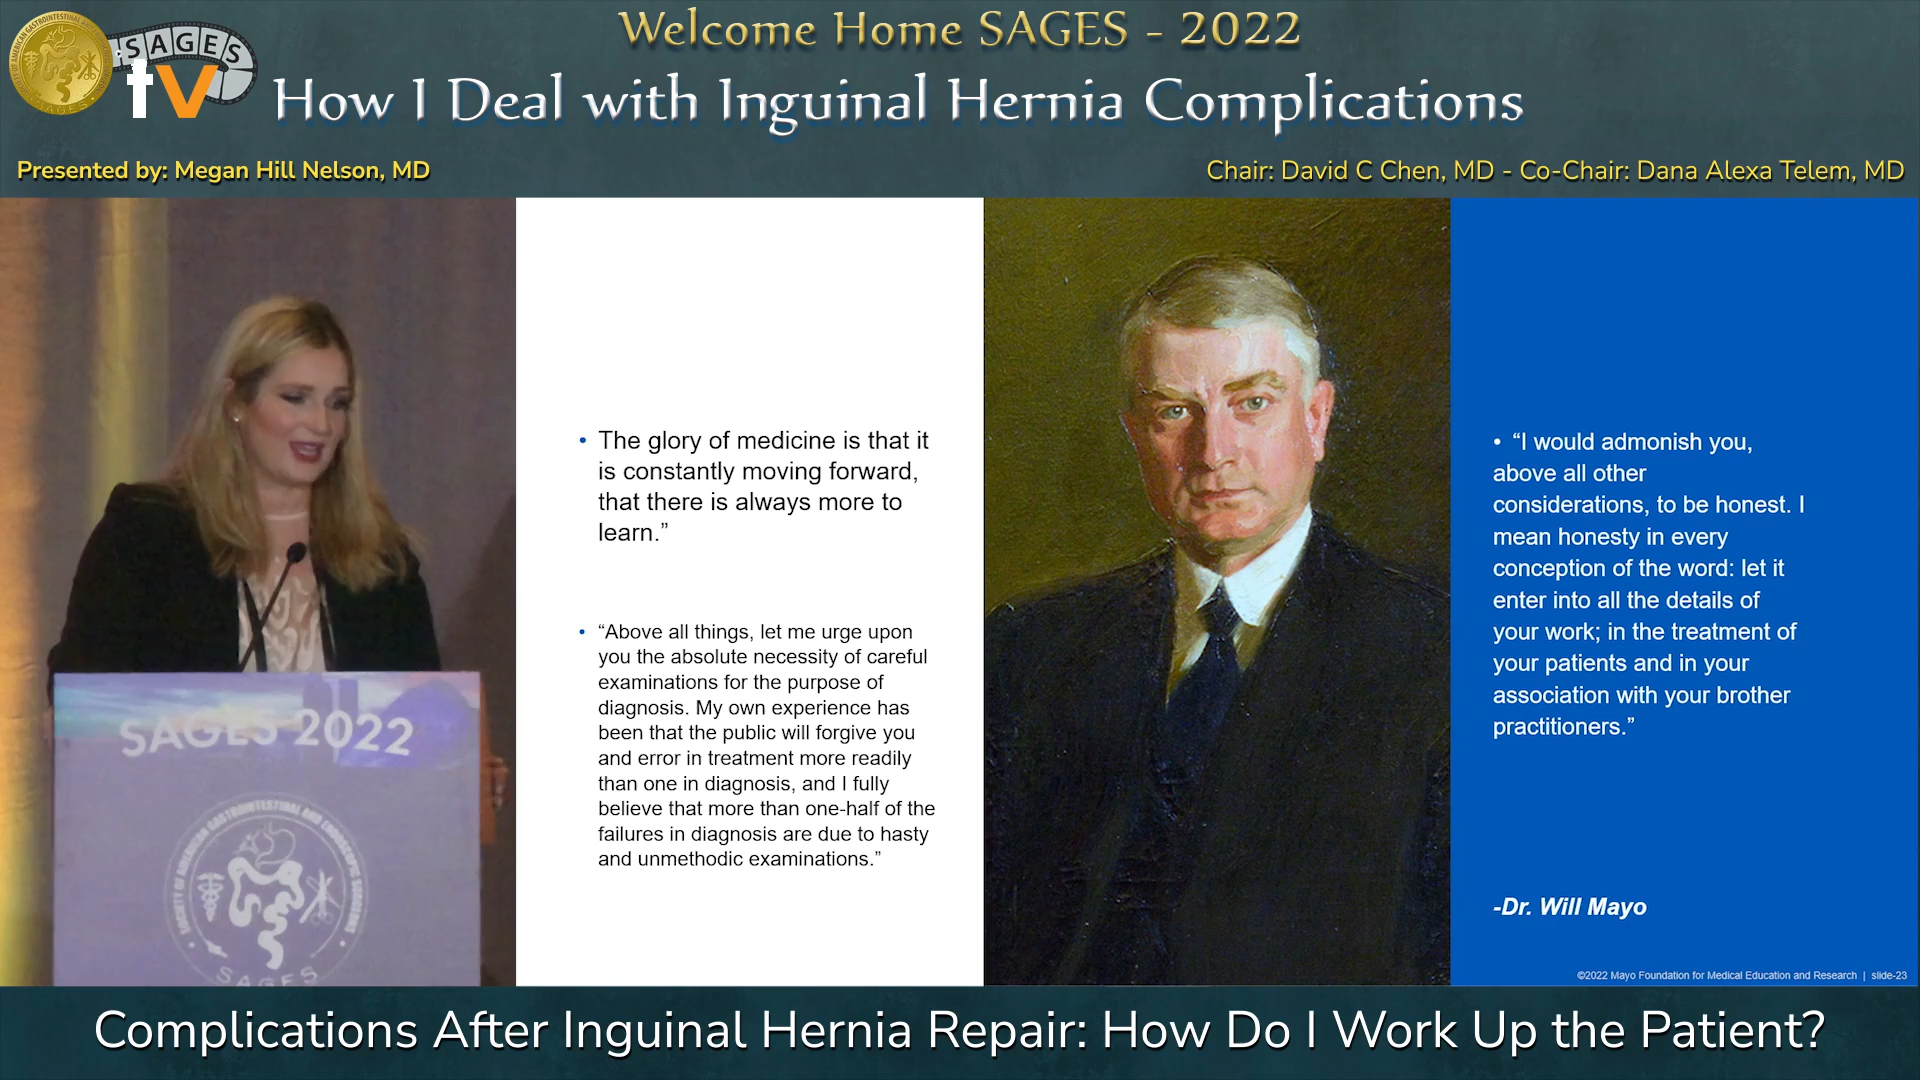 Welcome Home SAGES - 2022
SAGES
tv
How I Deal with Inguinal Hernia Complications
Presented by: Megan Hill Nelson, MD
Chair: David C Chen, MD - Co-Chair: Dana Alexa Telem, MD
SAGES 2022
SOCIETY OF AMERICAN GASTROINTESTINAL AND ENDOSCOPIC SURGEONS
SAGES
• The glory of medicine is that it
is constantly moving forward,
that there is always more to
learn.”
• “Above all things, let me urge upon
you the absolute necessity of careful
examinations for the purpose of
diagnosis. My own experience has
been that the public will forgive you
and error in treatment more readily
than one in diagnosis, and I fully
believe that more than one-half of the
failures in diagnosis are due to hasty
and unmethodic examinations.”
• “I would admonish you,
above all other
considerations, to be honest. I
mean honesty in every
conception of the word: let it
enter into all the details of
your work; in the treatment of
your patients and in your
association with your brother
practitioners.”
-Dr. Will Mayo
©2022 Mayo Foundation for Medical Education and Research | slide-23
Complications After Inguinal Hernia Repair: How Do I Work Up the Patient?